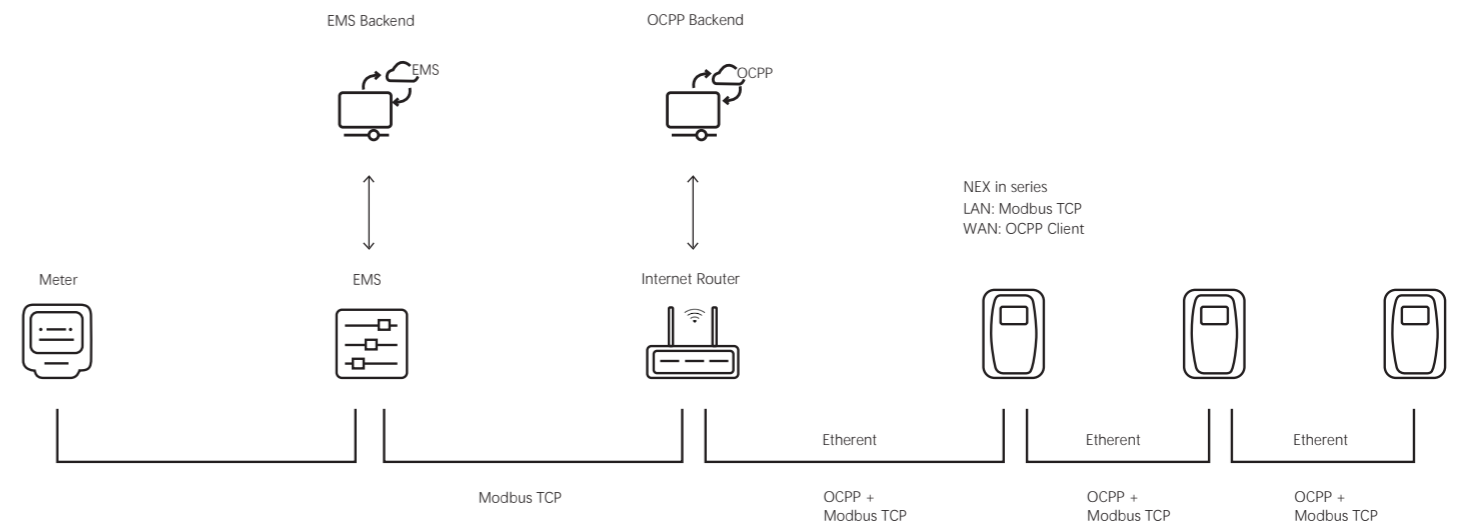 EMS Backend
OCPP Backend
EMS
OCPP
NEX in series
LAN: Modbus TCP
WAN: OCPP Client
Meter
EMS
Internet Router
Etherent
Etherent
Etherent
Modbus TCP
OCPP +
Modbus TCP
OCPP +
Modbus TCP
OCPP +
Modbus TCP